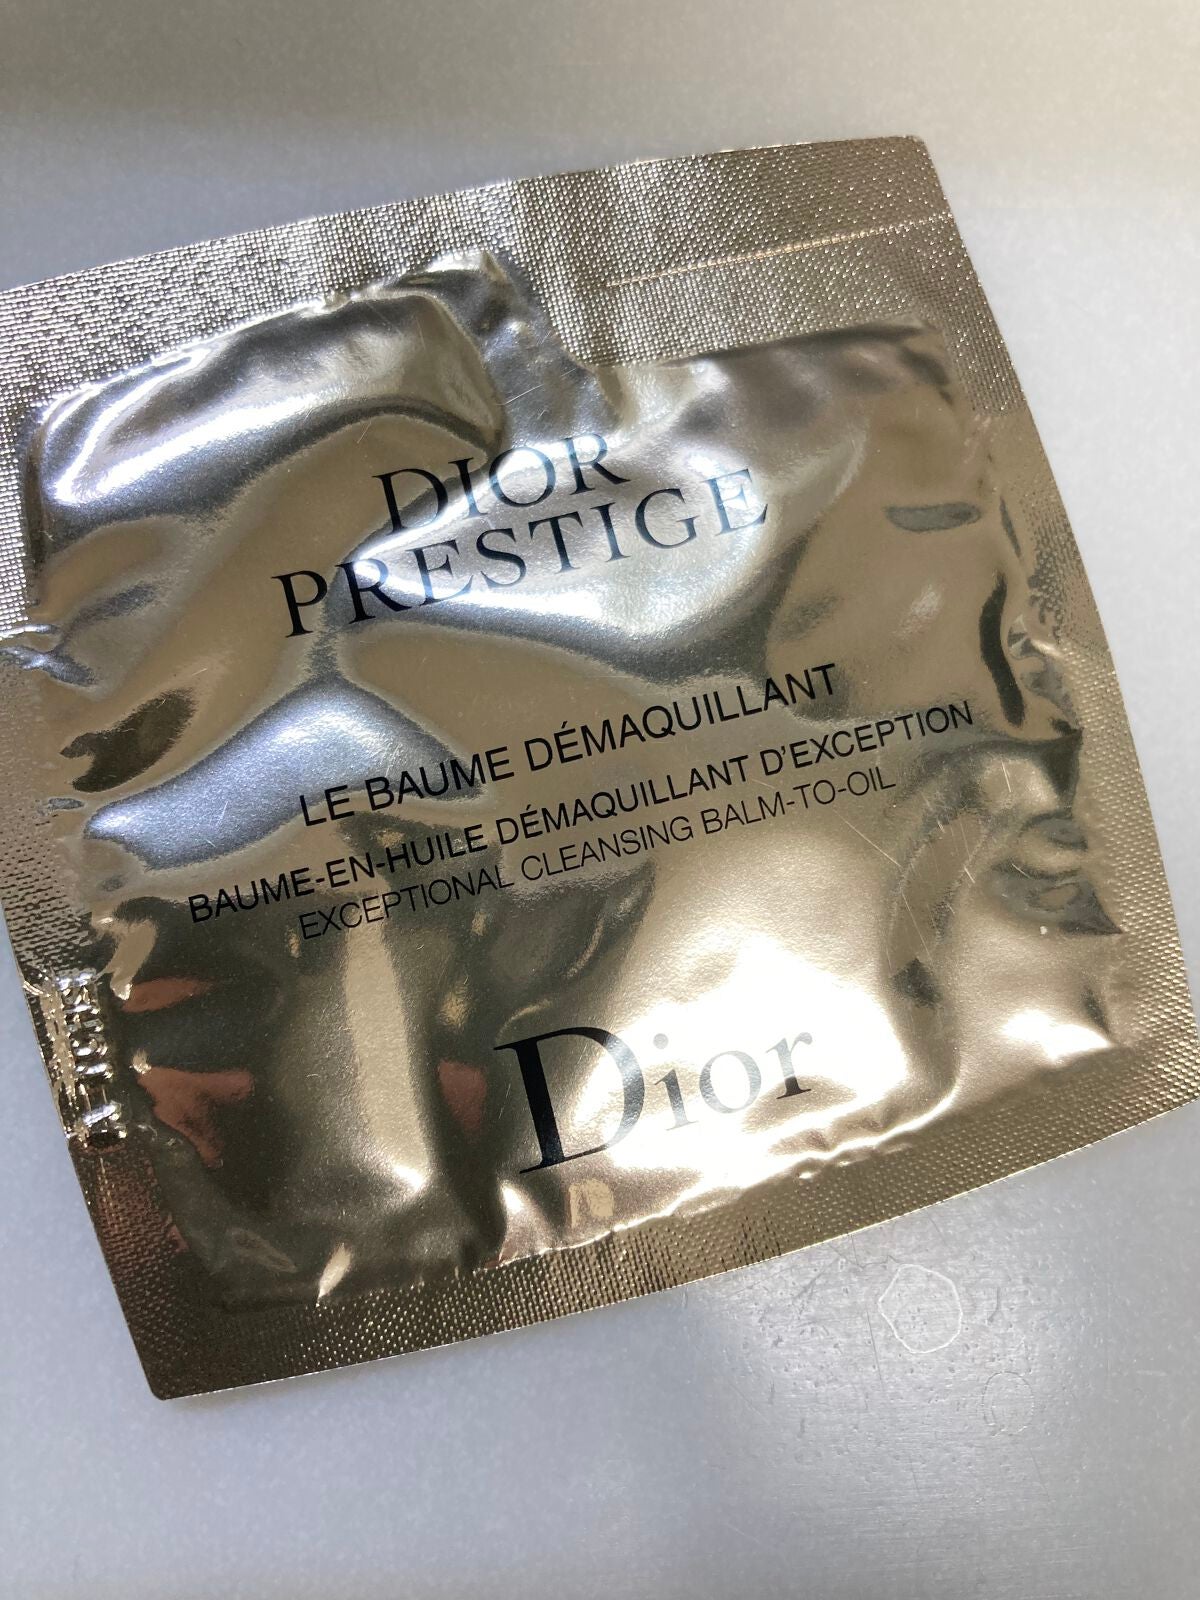 DIOR
PRESTIGE
LE BAUME DÉMAQUILLANT
BAUME-EN-HUILE DÉMAQUILLANT D'EXCEPTION
EXCEPTIONAL CLEANSING BALM-TO-OIL
Dior